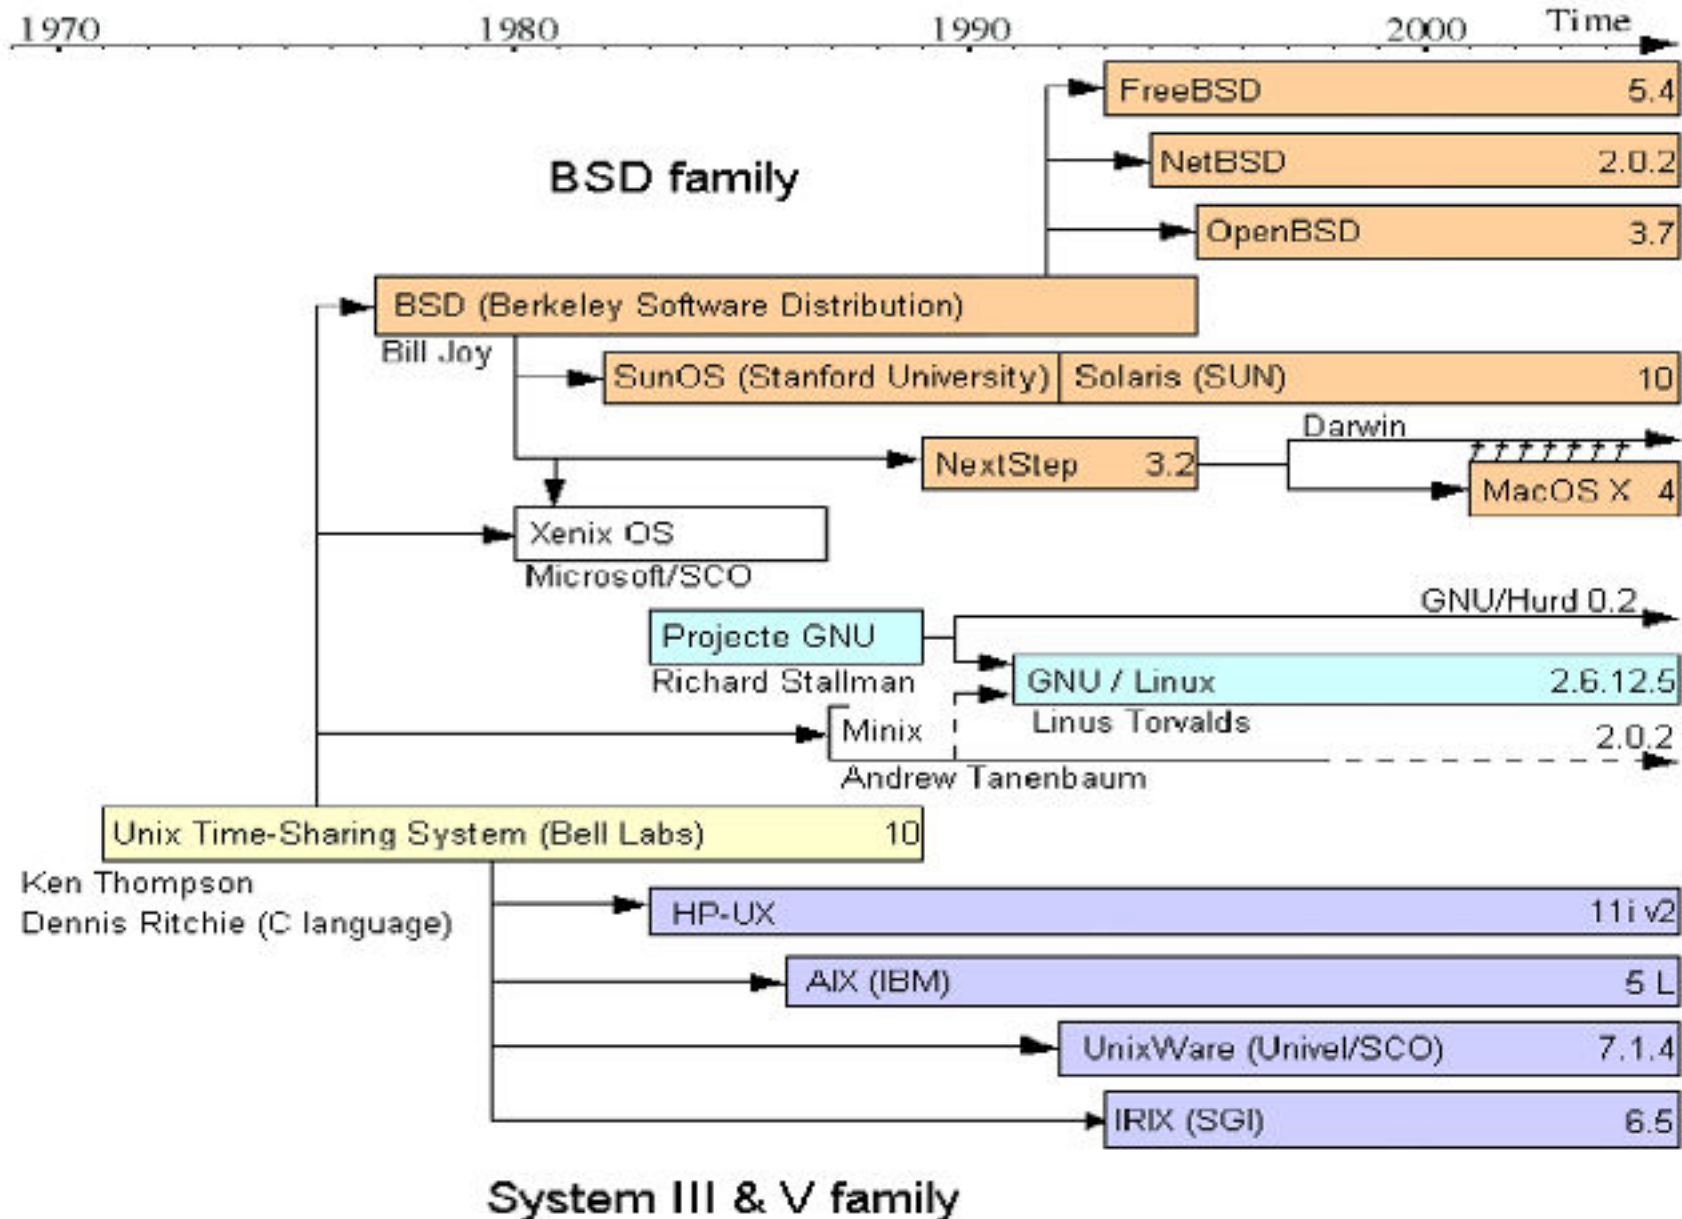 1970 1980 1990 2000 Time
FreeBSD 5.4
BSD family
NetBSD 2.0.2
OpenBSD 3.7
BSD (Berkeley Software Distribution)
Bill Joy
SunOS (Stanford University) Solaris (SUN) 10
Darwin
NextStep 3.2
MacOS X 4
Xenix OS
Microsoft/SCO
GNU/Hurd 0.2
Projecte GNU
Richard Stallman
GNU / Linux 2.6.12.5
Linus Torvalds
Minix 2.0.2
Andrew Tanenbaum
Unix Time-Sharing System (Bell Labs) 10
Ken Thompson
Dennis Ritchie (C language)
HP-UX 11i v2
AIX (IBM) 5 L
UnixWare (Univel/SCO) 7.1.4
IRIX (SGI) 6.5
System III & V family